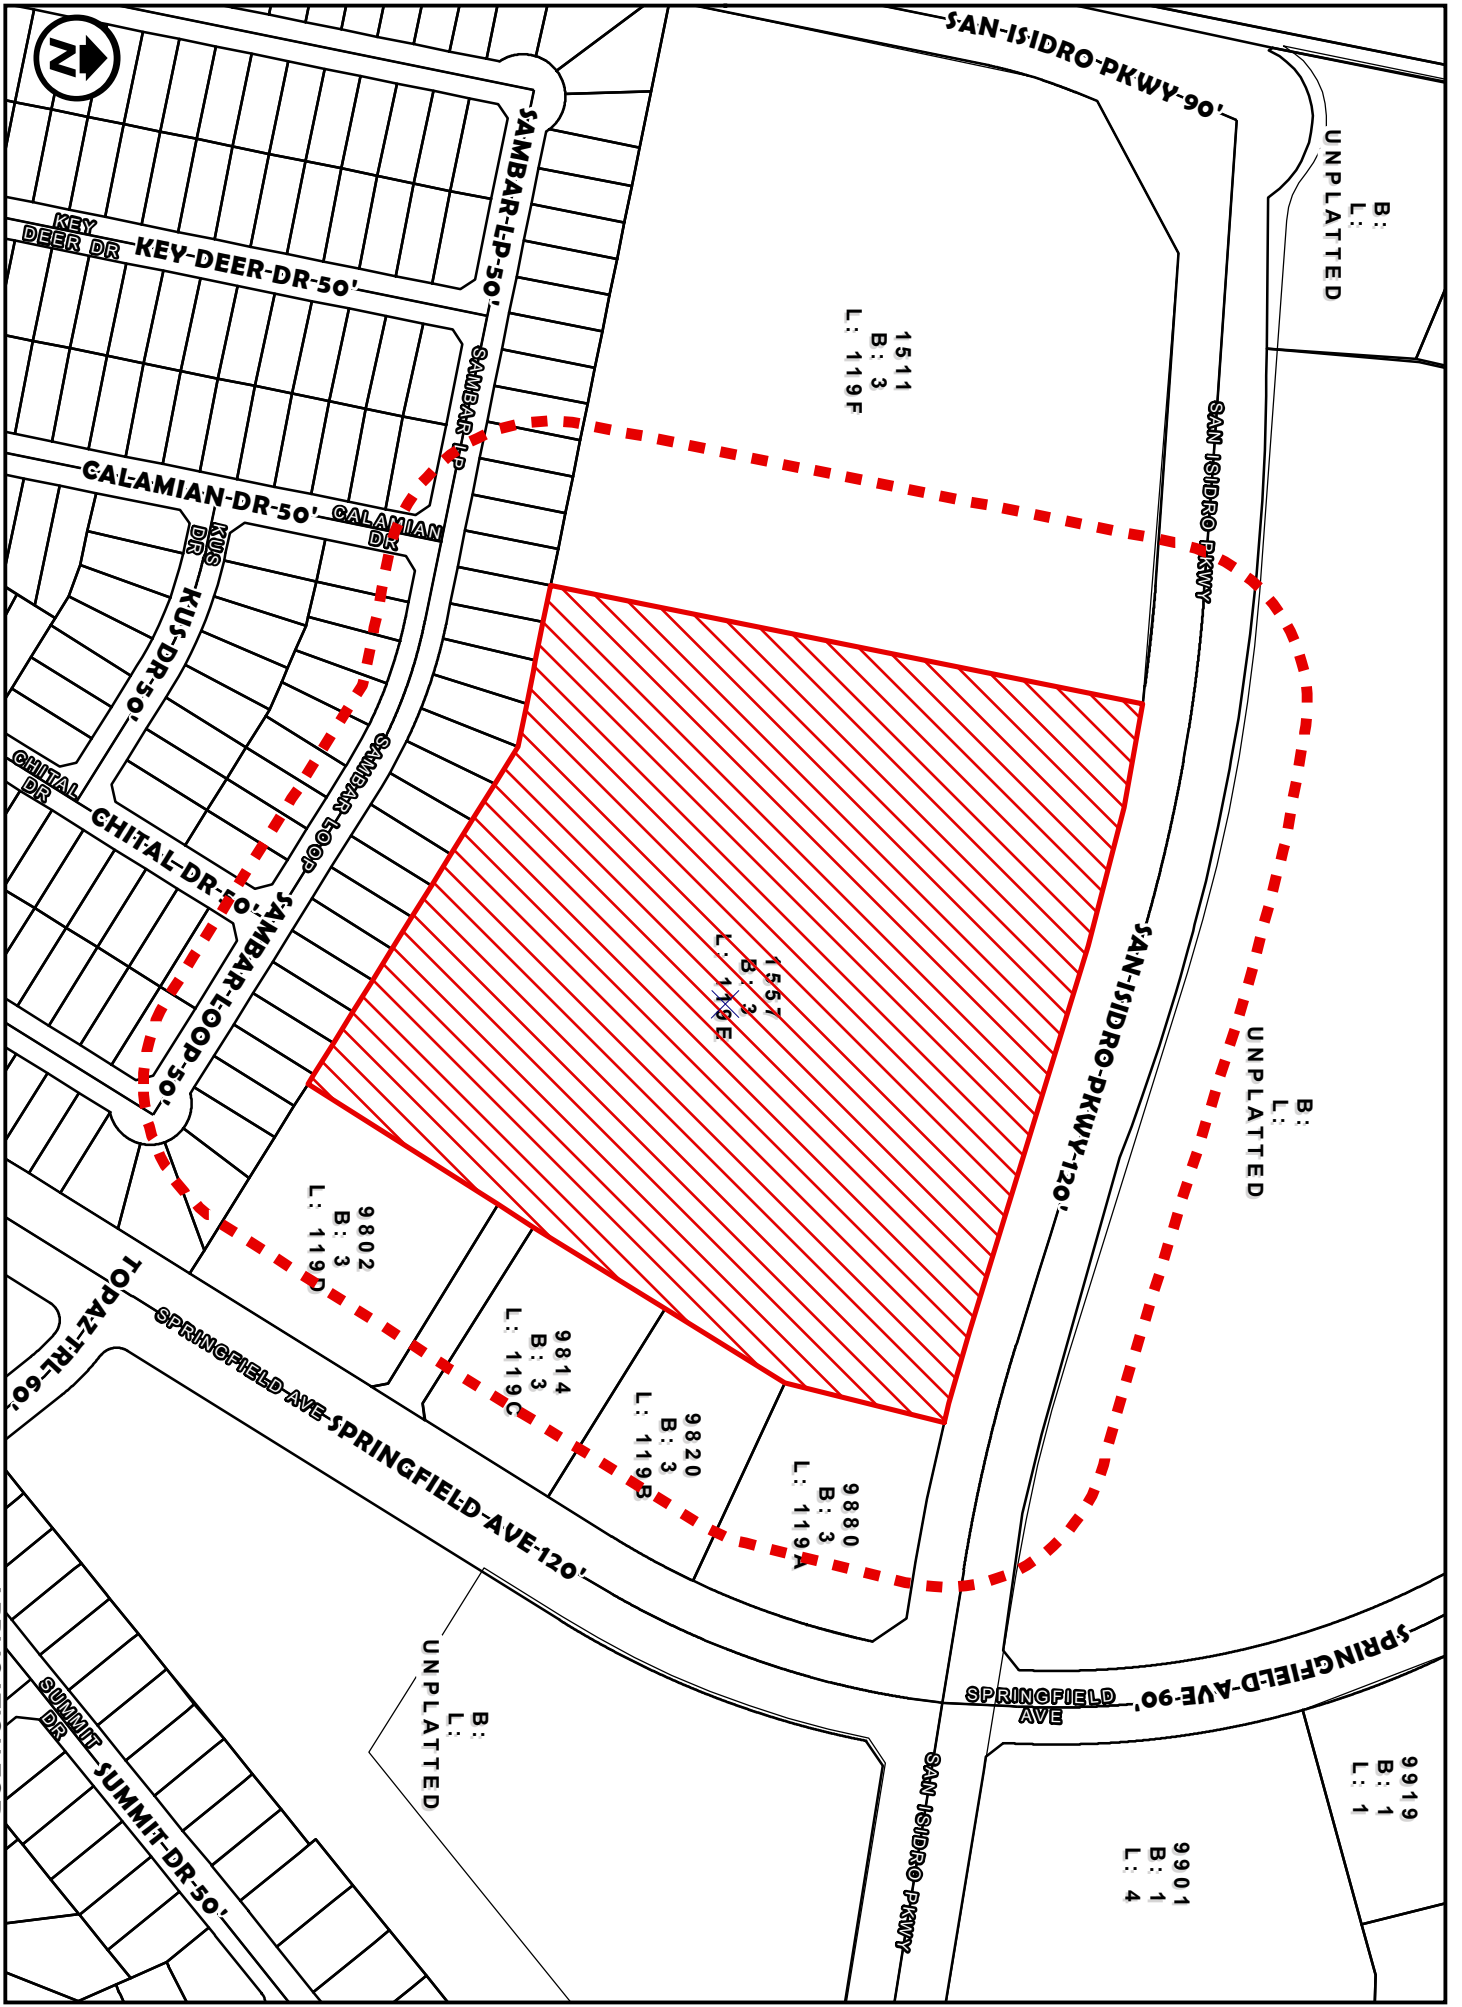 N
SAN-ISIDRO-PKWY-90'
UNPLATTED
B:
L:
SAMBAR-LP-50'
KEY
DEER DR
KEY-DEER-DR-50'
SAMBAR LP
1511
B: 3
L: 119F
SAN ISIDRO PKWY
CALAMIAN-DR-50'
CALAMIAN
DR
KUS
DR
KUS-DR-50'
CHITAL
DR
CHITAL-DR-50'
SAMBAR LOOP
SAMBAR-LOOP-50'
1557
B: 3
L: 119E
SAN-ISIDRO-PKWY-120'
B:
L:
UNPLATTED
9802
B: 3
L: 119D
9814
B: 3
L: 119C
9820
B: 3
L: 119B
9880
B: 3
L: 119A
TOPAZ-TRL-60'
SPRINGFIELD AVE
SPRINGFIELD-AVE-120'
SPRINGFIELD-AVE-90'
SPRINGFIELD
AVE
B:
L:
UNPLATTED
SAN ISIDRO PKWY
SUMMIT
DR
SUMMIT-DR-50'
9919
B: 1
L: 1
9901
B: 1
L: 4